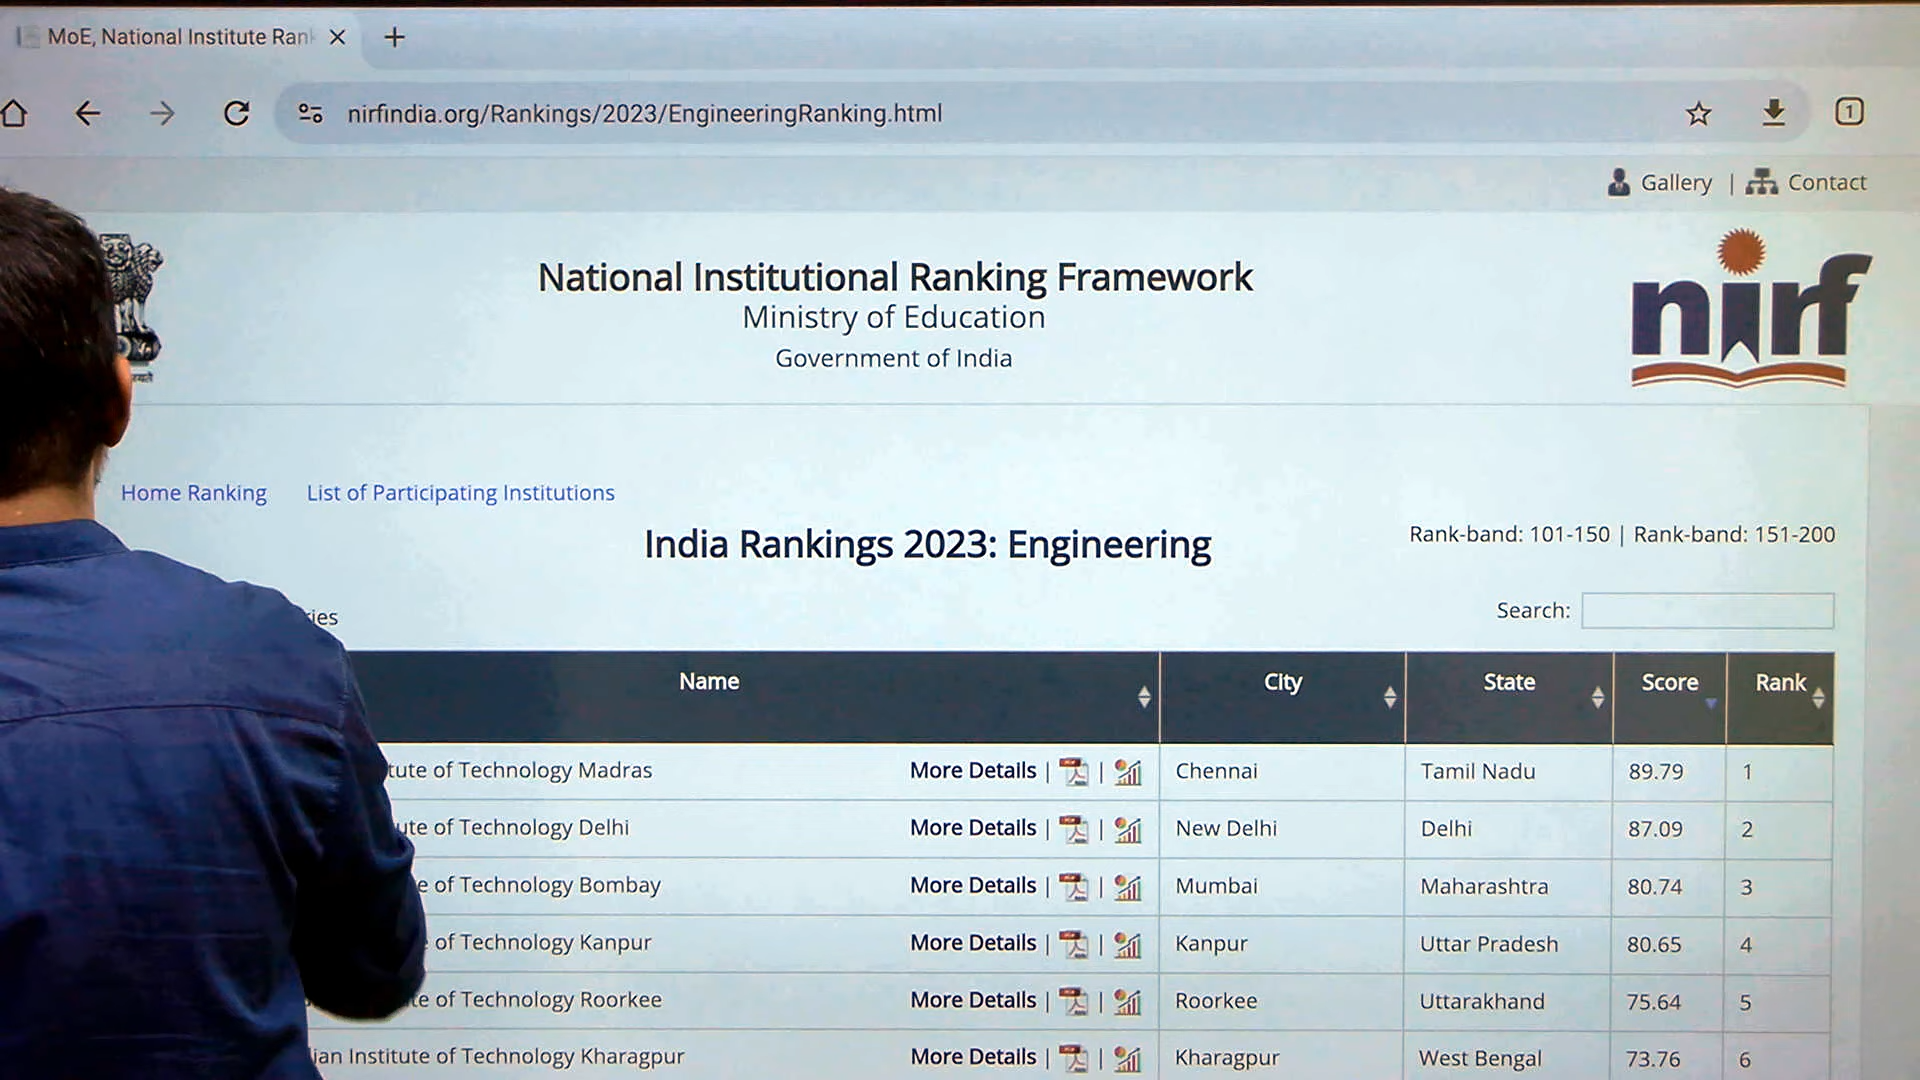 MoE, National Institute Ran
nirfindia.org/Rankings/2023/EngineeringRanking.html
1
Gallery | Contact
National Institutional Ranking Framework
Ministry of Education
Government of India
nirf
Home Ranking List of Participating Institutions
India Rankings 2023: Engineering
Rank-band: 101-150 | Rank-band: 151-200
ies
Search:
Name City State Score Rank
tute of Technology Madras More Details | | Chennai Tamil Nadu 89.79 1
ute of Technology Delhi More Details | | New Delhi Delhi 87.09 2
e of Technology Bombay More Details | | Mumbai Maharashtra 80.74 3
of Technology Kanpur More Details | | Kanpur Uttar Pradesh 80.65 4
te of Technology Roorkee More Details | | Roorkee Uttarakhand 75.64 5
ian Institute of Technology Kharagpur More Details | | Kharagpur West Bengal 73.76 6